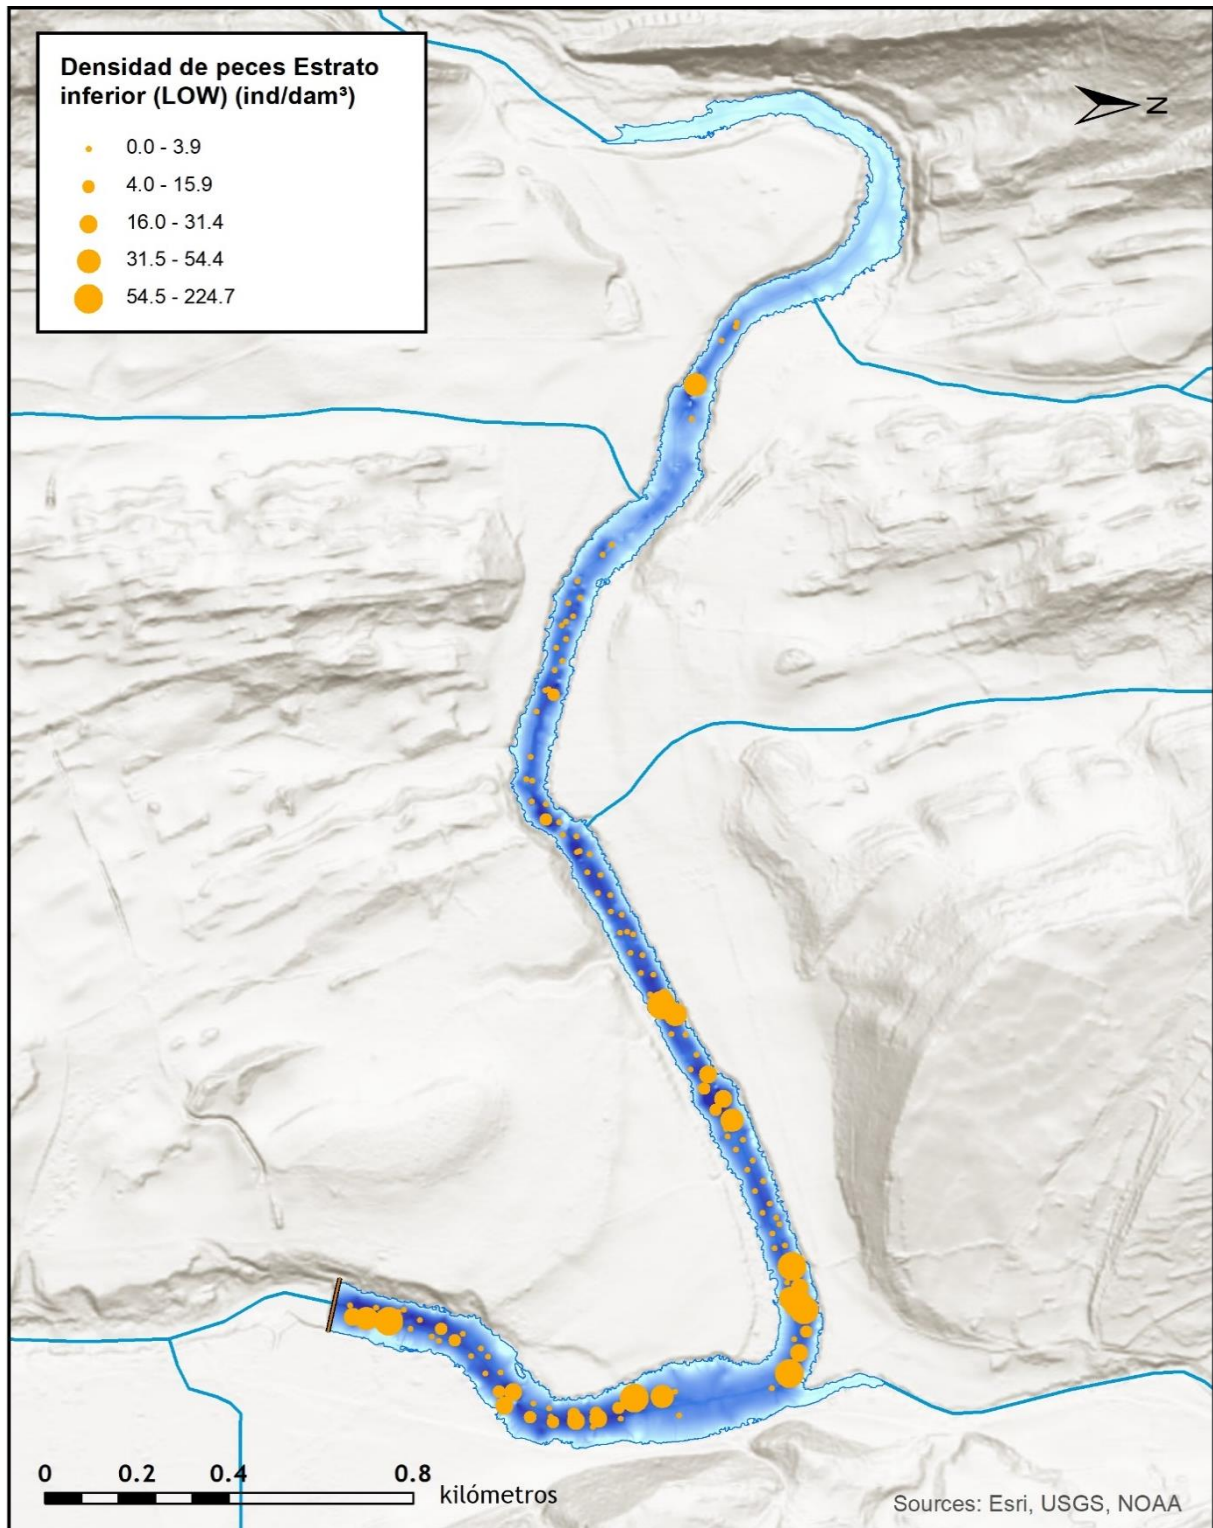 Densidad de peces Estrato
inferior (LOW) (ind/dam³)
0.0 - 3.9
4.0 - 15.9
16.0 - 31.4
31.5 - 54.4
54.5 - 224.7
N
0 0.2 0.4 0.8
kilómetros
Sources: Esri, USGS, NOAA